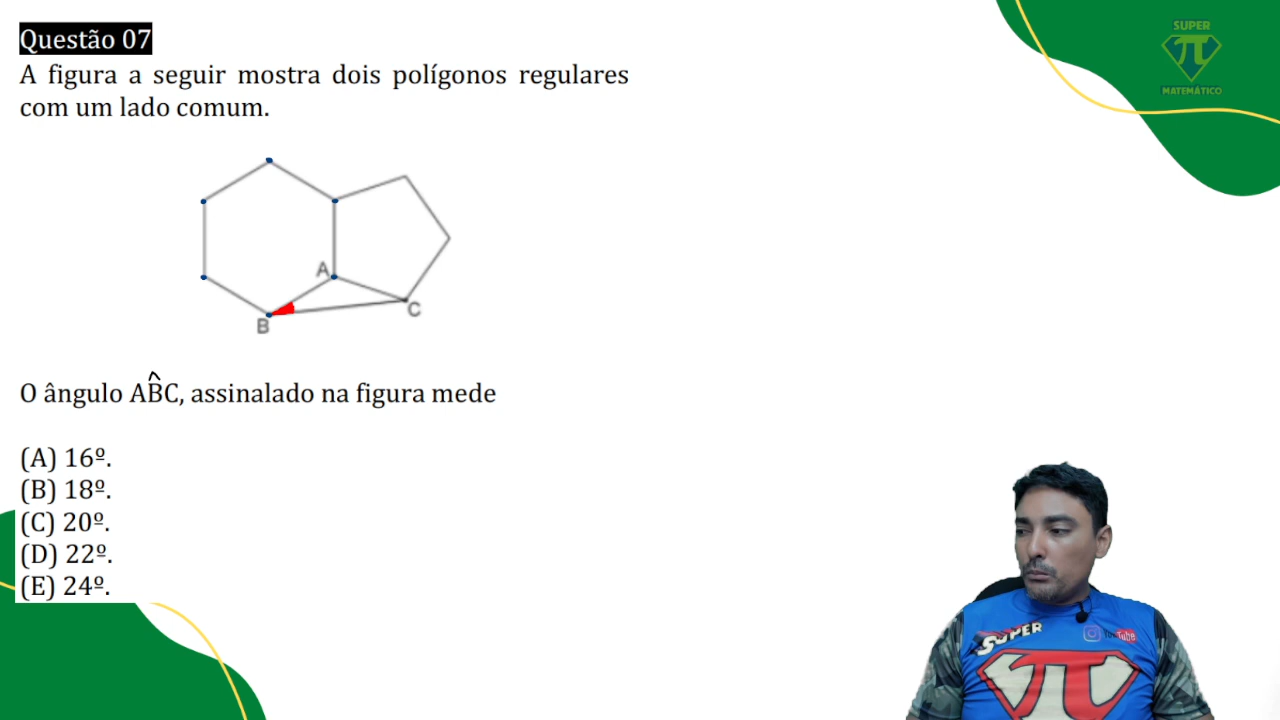 Questão 07
A figura a seguir mostra dois polígonos regulares
com um lado comum.
A
B
C
O ângulo AB̂C, assinalado na figura mede
(A) 16º.
(B) 18º.
(C) 20º.
(D) 22º.
(E) 24º.
SUPER
π
MATEMÁTICO
SUPER
YouTube
π